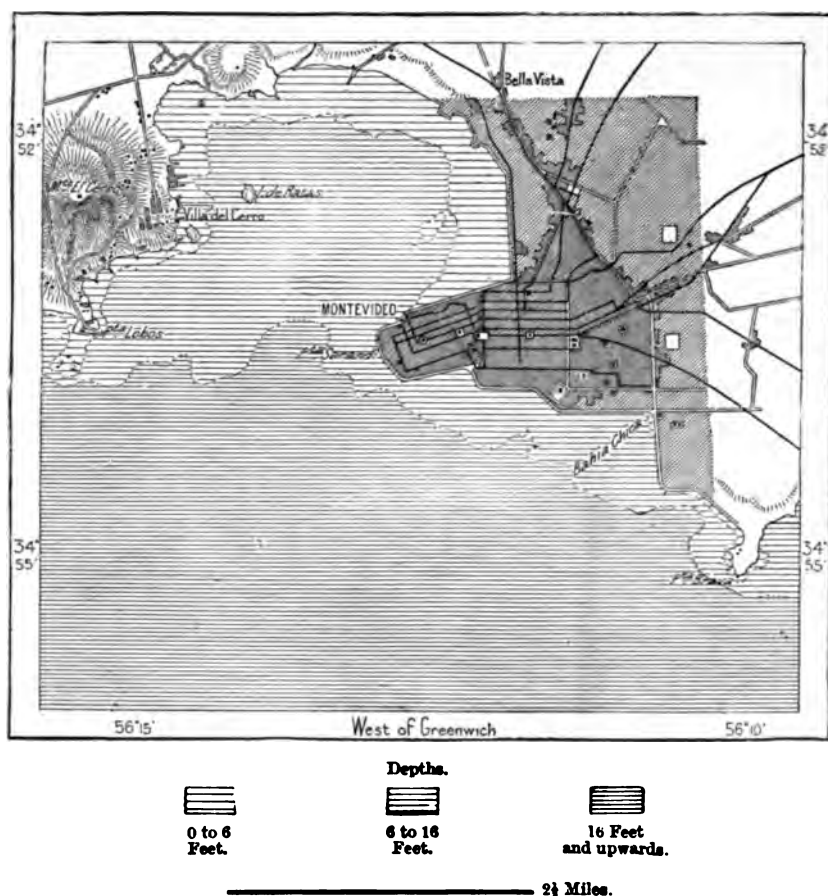 Bella Vista
34° 52'
34° 52'
I. de Ratas
Villa del Cerro
MONTEVIDEO
Pta Lobos
Bahia Chica
34° 55'
34° 55'
56°15'
West of Greenwich
56°10'
Depths.
0 to 6 Feet.
6 to 16 Feet.
16 Feet and upwards.
2½ Miles.